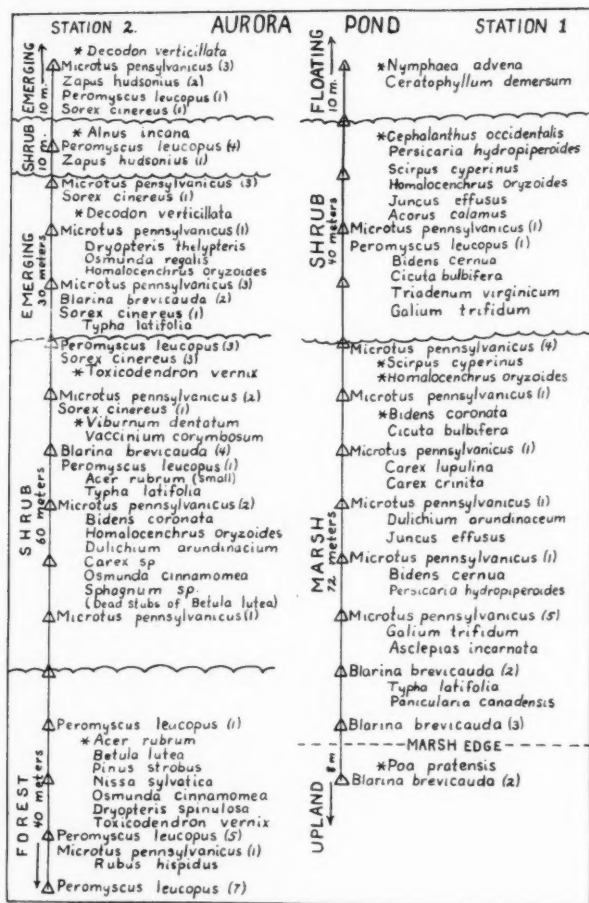 STATION 2. AURORA POND STATION 1
EMERGING
10 m.
* Decodon verticillata
Microtus pensylvanicus (3)
Zapus hudsonius (2)
Peromyscus leucopus (1)
Sorex cinereus (1)
SHRUB
10 m.
* Alnus incana
Peromyscus leucopus (4)
Zapus hudsonius (1)
EMERGING
30 meters
Microtus pensylvanicus (3)
Sorex cinereus (1)
* Decodon verticillata
Microtus pennsylvanicus (1)
Dryopteris thelypteris
Osmunda regalis
Homalocenchrus oryzoides
Microtus pennsylvanicus (3)
Blarina brevicauda (2)
Sorex cinereus (1)
Typha latifolia
SHRUB
60 meters
Peromyscus leucopus (3)
Sorex cinereus (3)
* Toxicodendron vernix
Microtus pennsylvanicus (2)
Sorex cinereus (1)
* Viburnum dentatum
Vaccinium corymbosum
Blarina brevicauda (4)
Peromyscus leucopus (1)
Acer rubrum (small)
Typha latifolia
Microtus pennsylvanicus (2)
Bidens coronata
Homalocenchrus oryzoides
Dulichium arundinacium
Carex sp
Osmunda cinnamomea
Sphagnum sp.
(Dead stubs of Betula lutea)
Microtus pennsylvanicus (1)
FOREST
40 meters
Peromyscus leucopus (1)
* Acer rubrum
Betula lutea
Pinus strobus
Nissa sylvatica
Osmunda cinnamomea
Dryopteris spinulosa
Toxicodendron vernix
Peromyscus leucopus (5)
Microtus pennsylvanicus (1)
Rubus hispidus
Peromyscus leucopus (7)
FLOATING
10 m.
* Nymphaea advena
Ceratophyllum demersum
SHRUB
40 meters
* Cephalanthus occidentalis
Persicaria hydropiperoides
Scirpus cyperinus
Homalocenchrus oryzoides
Juncus effusus
Acorus calamus
Microtus pennsylvanicus (1)
Peromyscus leucopus (1)
Bidens cernua
Cicuta bulbifera
Triadenum virginicum
Galium trifidum
MARSH
72 meters
Microtus pennsylvanicus (4)
* Scirpus cyperinus
* Homalocenchrus oryzoides
Microtus pennsylvanicus (1)
* Bidens coronata
Cicuta bulbifera
Microtus pennsylvanicus (1)
Carex lupulina
Carex crinita
Microtus pennsylvanicus (1)
Dulichium arundinaceum
Juncus effusus
Microtus pennsylvanicus (1)
Bidens cernua
Persicaria hydropiperoides
Microtus pennsylvanicus (5)
Galium trifidum
Asclepias incarnata
Blarina brevicauda (2)
Typha latifolia
Panicularia canadensis
Blarina brevicauda (3)
MARSH EDGE
UPLAND
8 m
* Poa pratensis
Blarina brevicauda (2)